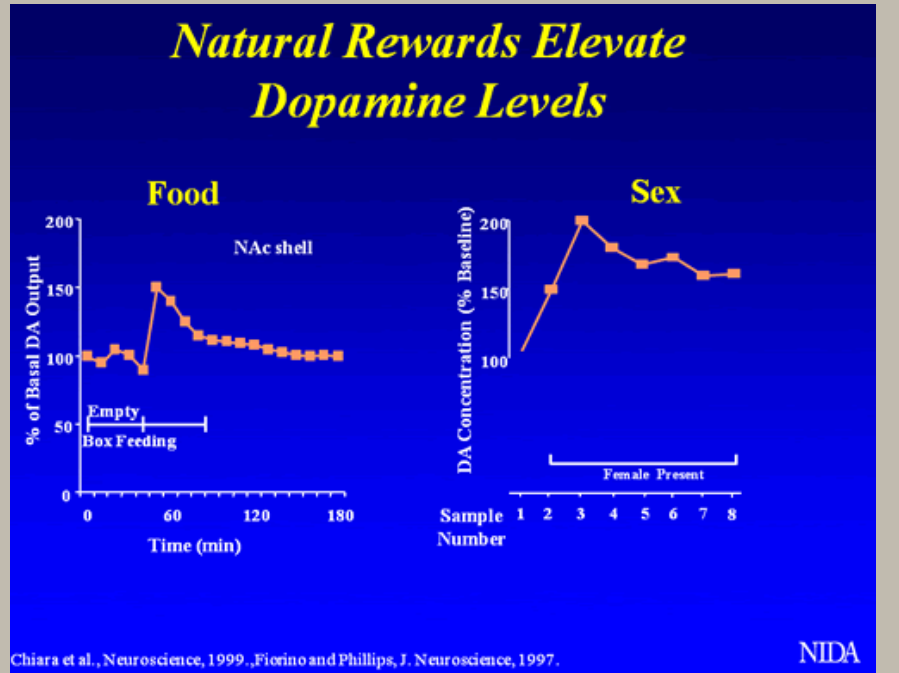 Natural Rewards Elevate
Dopamine Levels
Food
% of Basal DA Output
200
150
100
50
0
NAc shell
Empty
Box Feeding
0 60 120 180
Time (min)
Sex
DA Concentration (% Baseline)
200
150
100
Female Present
Sample
Number
1 2 3 4 5 6 7 8
Chiara et al., Neuroscience, 1999.,Fiorino and Phillips, J. Neuroscience, 1997.
NIDA